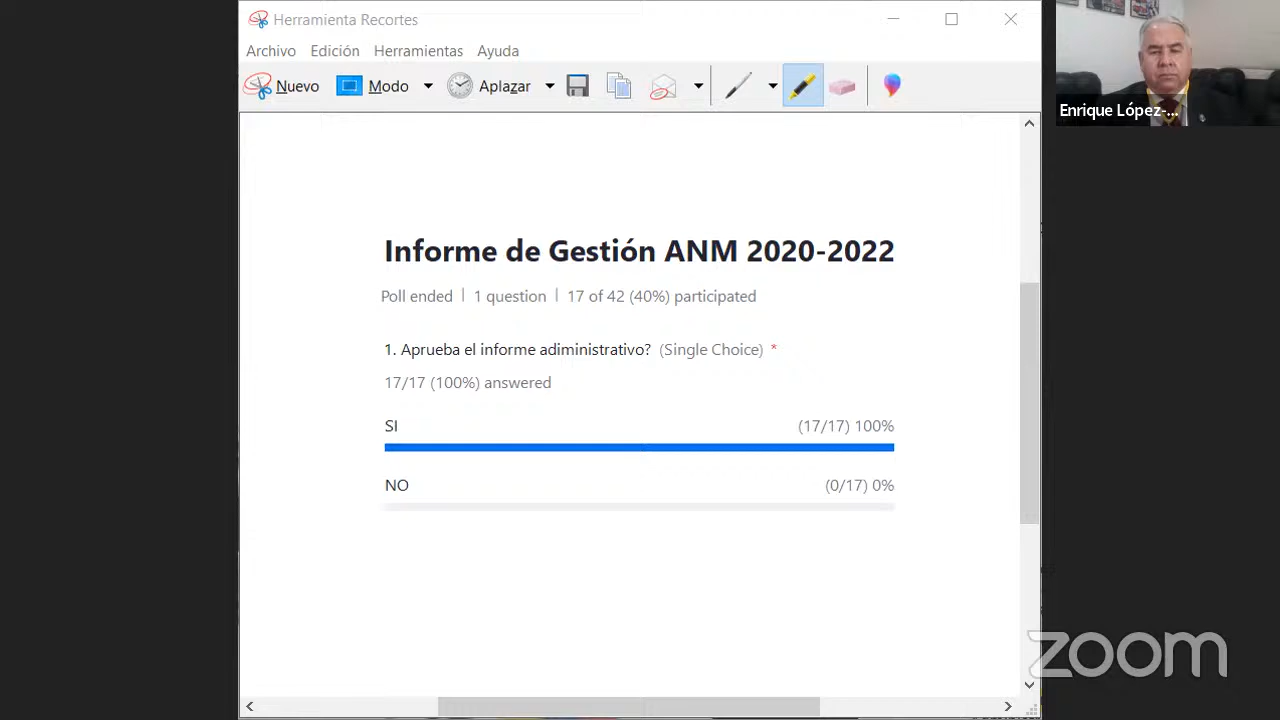 Herramienta Recortes
Archivo Edición Herramientas Ayuda
Nuevo Modo Aplazar
Enrique López-...
Informe de Gestión ANM 2020-2022
Poll ended | 1 question | 17 of 42 (40%) participated
1. Aprueba el informe adiministrativo? (Single Choice) *
17/17 (100%) answered
SI (17/17) 100%
NO (0/17) 0%
zoom